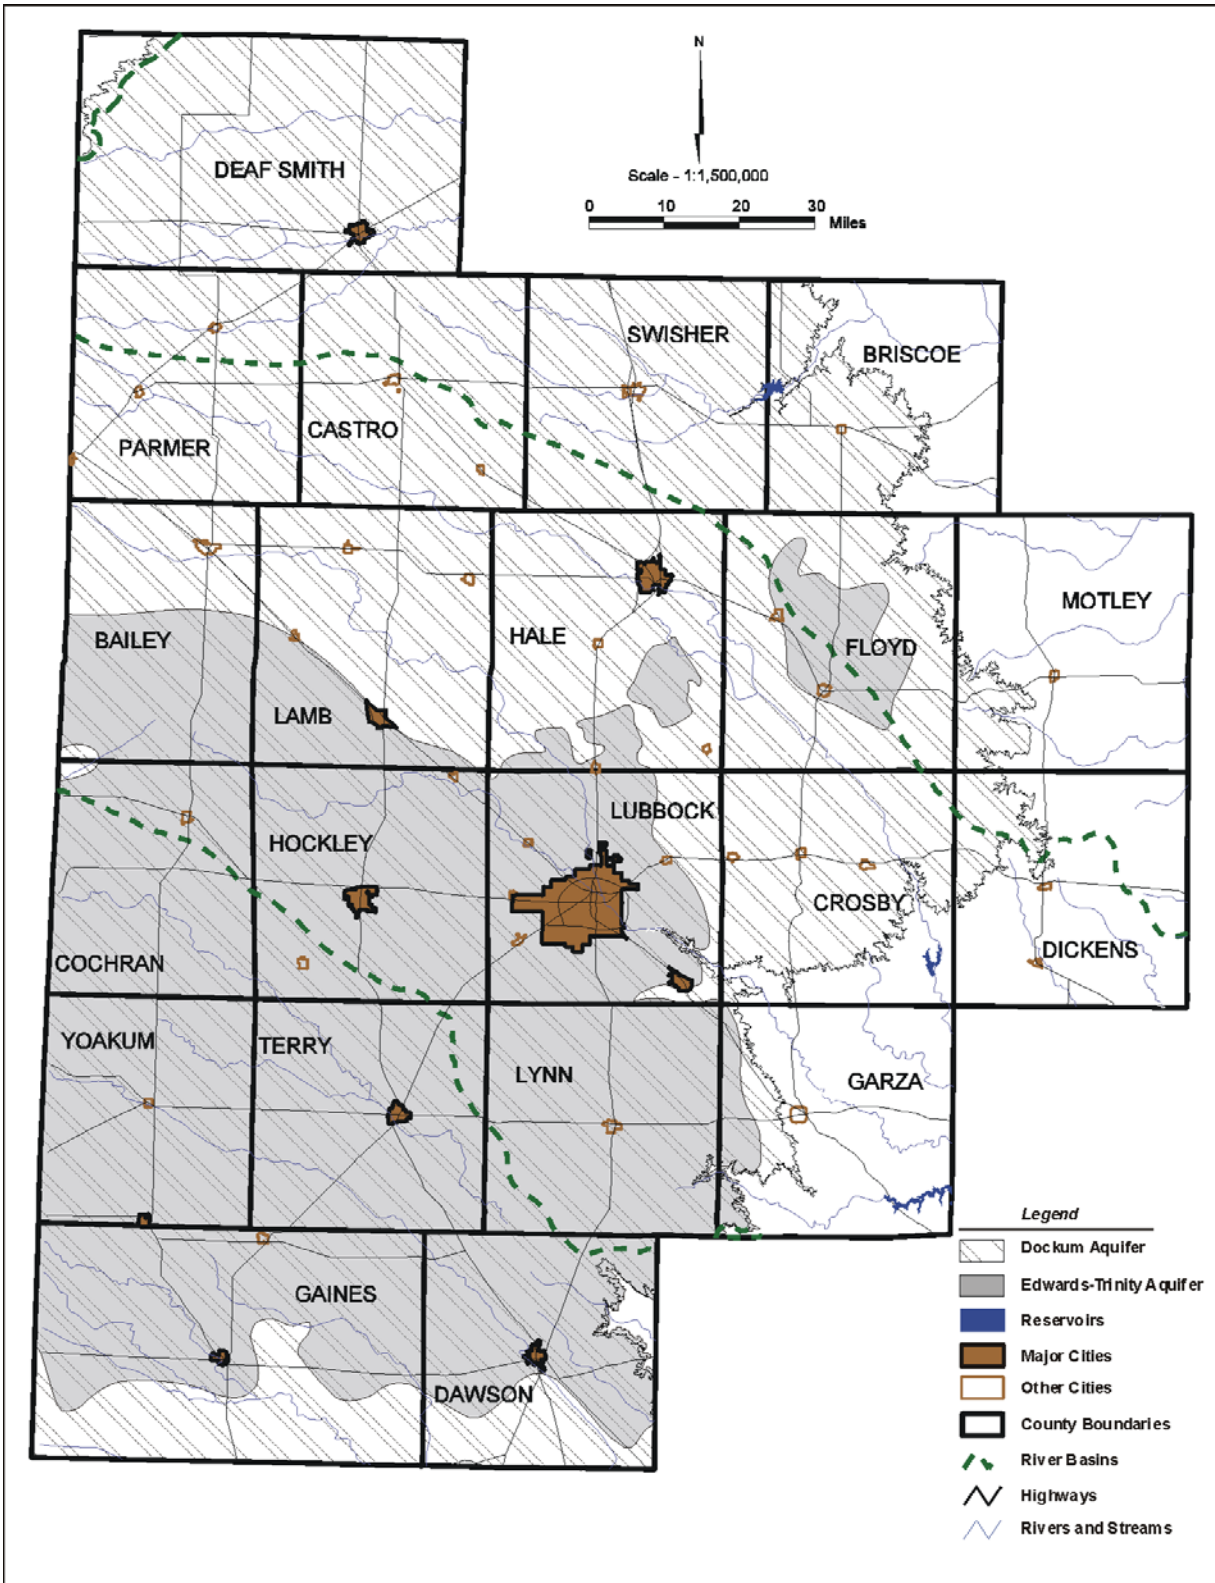 N
Scale - 1:1,500,000
0 10 20 30
Miles
DEAF SMITH
SWISHER
BRISCOE
CASTRO
PARMER
MOTLEY
BAILEY
HALE
FLOYD
LAMB
LUBBOCK
HOCKLEY
CROSBY
DICKENS
COCHRAN
YOAKUM
TERRY
LYNN
GARZA
GAINES
DAWSON
Legend
Dockum Aquifer
Edwards-Trinity Aquifer
Reservoirs
Major Cities
Other Cities
County Boundaries
River Basins
Highways
Rivers and Streams